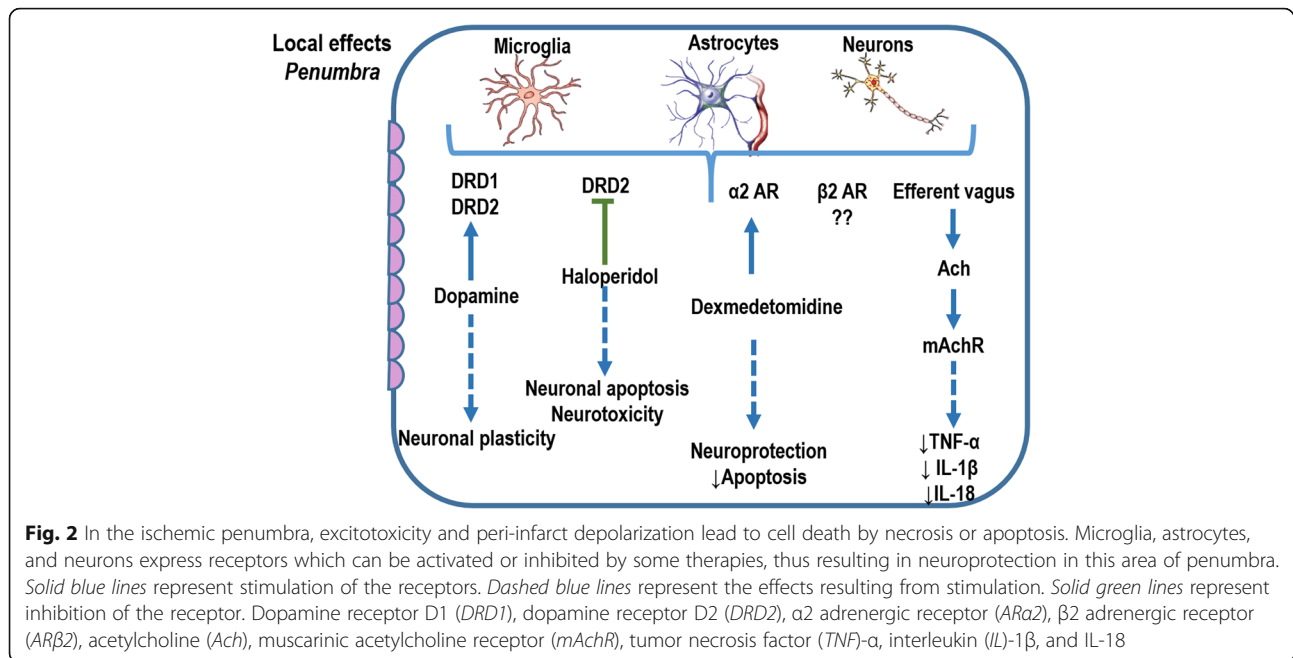 Local effects
Penumbra
Microglia
Astrocytes
Neurons
DRD1
DRD2
DRD2
α2 AR
β2 AR
??
Efferent vagus
Dopamine
Haloperidol
Dexmedetomidine
Ach
mAchR
Neuronal plasticity
Neuronal apoptosis
Neurotoxicity
Neuroprotection
↓Apoptosis
↓TNF-α
↓ IL-1β
↓IL-18
Fig. 2 In the ischemic penumbra, excitotoxicity and peri-infarct depolarization lead to cell death by necrosis or apoptosis. Microglia, astrocytes,
and neurons express receptors which can be activated or inhibited by some therapies, thus resulting in neuroprotection in this area of penumbra.
Solid blue lines represent stimulation of the receptors. Dashed blue lines represent the effects resulting from stimulation. Solid green lines represent
inhibition of the receptor. Dopamine receptor D1 (DRD1), dopamine receptor D2 (DRD2), α2 adrenergic receptor (ARα2), β2 adrenergic receptor
(ARβ2), acetylcholine (Ach), muscarinic acetylcholine receptor (mAchR), tumor necrosis factor (TNF)-α, interleukin (IL)-1β, and IL-18